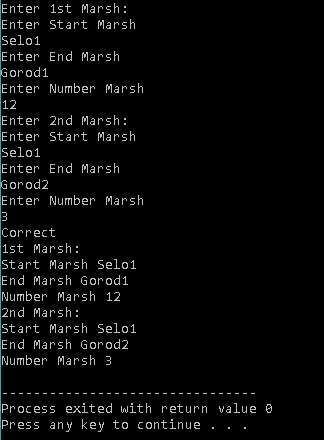 Enter 1st Marsh:
Enter Start Marsh
Selo1
Enter End Marsh
Gorod1
Enter Number Marsh
12
Enter 2nd Marsh:
Enter Start Marsh
Selo1
Enter End Marsh
Gorod2
Enter Number Marsh
3
Correct
1st Marsh:
Start Marsh Selo1
End Marsh Gorod1
Number Marsh 12
2nd Marsh:
Start Marsh Selo1
End Marsh Gorod2
Number Marsh 3
--------------------------------
Process exited with return value 0
Press any key to continue . . .